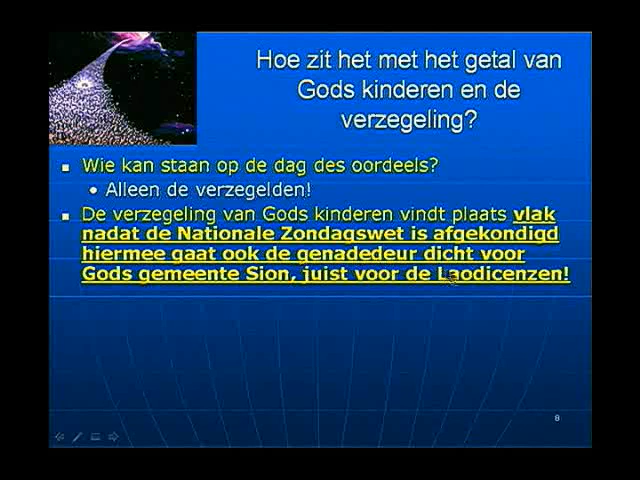 Hoe zit het met het getal van
Gods kinderen en de
verzegeling?
Wie kan staan op de dag des oordeels?
Alleen de verzegelden!
De verzegeling van Gods kinderen vindt plaats vlak
nadat de Nationale Zondagswet is afgekondigd
hiermee gaat ook de genadedeur dicht voor
Gods gemeente Sion, juist voor de Laodicenzen!
8